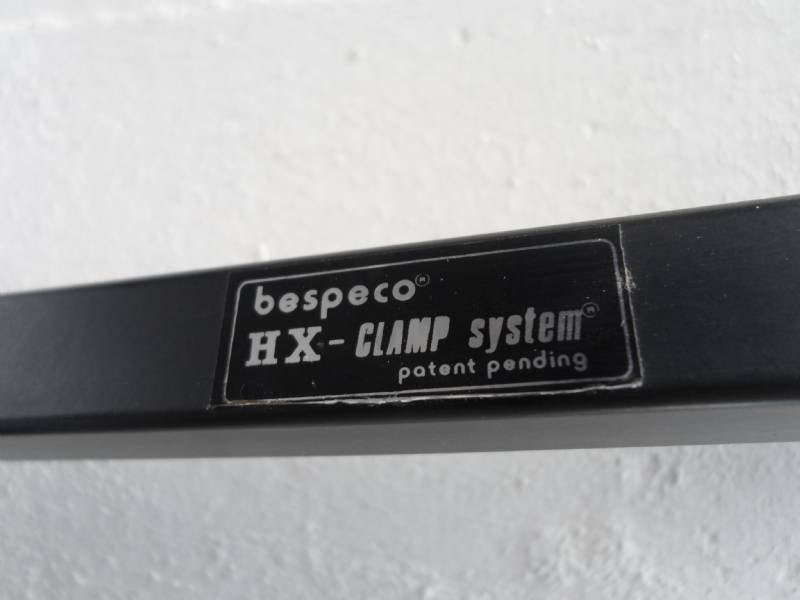 bespeco®
HX-CLAMP system®
patent pending